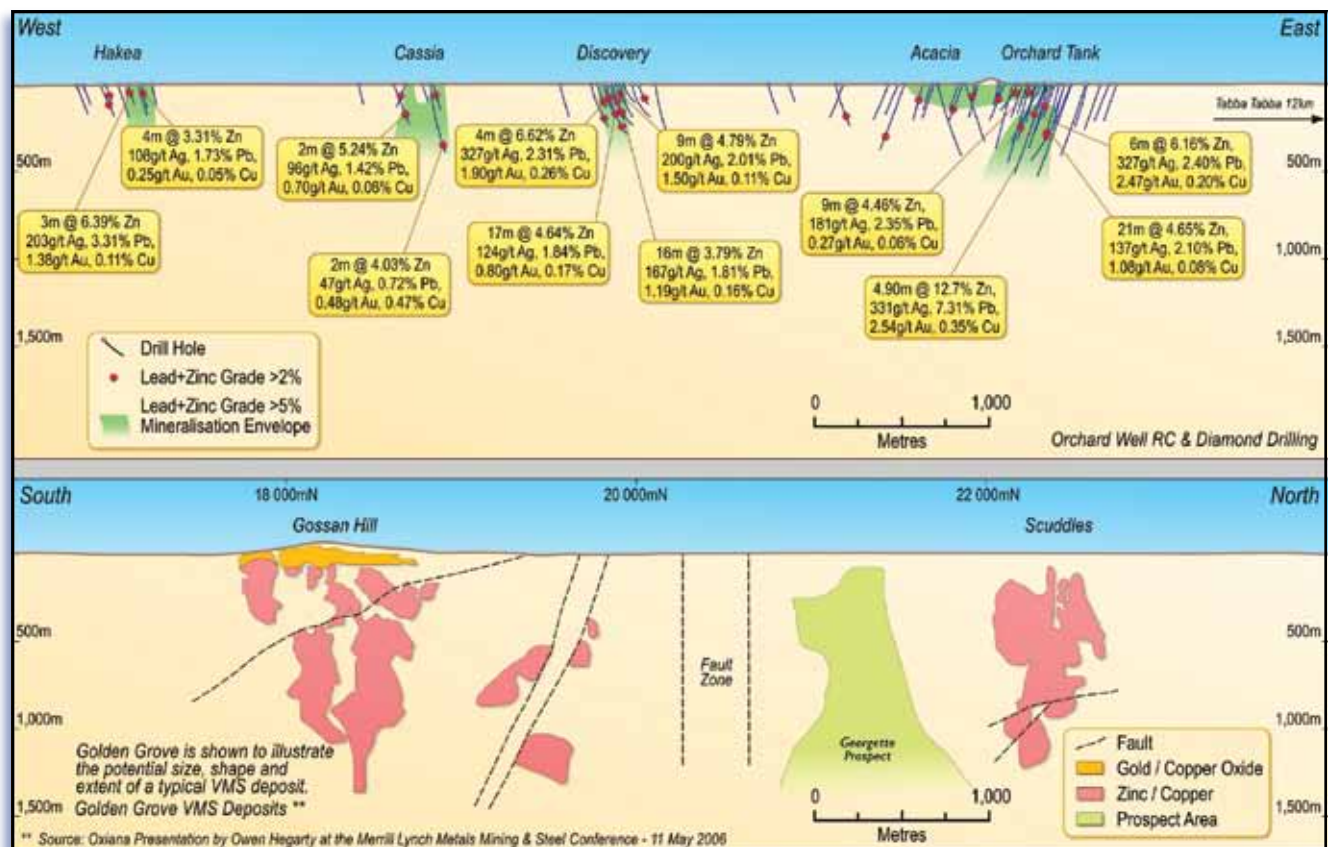 West
East
Hakea
Cassia
Discovery
Acacia
Orchard Tank
Tabba Tabba 12km
4m @ 3.31% Zn
108g/t Ag, 1.73% Pb,
0.25g/t Au, 0.05% Cu
3m @ 6.39% Zn
203g/t Ag, 3.31% Pb,
1.38g/t Au, 0.11% Cu
2m @ 5.24% Zn
96g/t Ag, 1.42% Pb,
0.70g/t Au, 0.06% Cu
2m @ 4.03% Zn
47g/t Ag, 0.72% Pb,
0.48g/t Au, 0.47% Cu
4m @ 6.62% Zn
327g/t Ag, 2.31% Pb,
1.90g/t Au, 0.26% Cu
9m @ 4.79% Zn
200g/t Ag, 2.01% Pb,
1.50g/t Au, 0.11% Cu
17m @ 4.64% Zn
124g/t Ag, 1.84% Pb,
0.80g/t Au, 0.17% Cu
16m @ 3.79% Zn
167g/t Ag, 1.81% Pb,
1.19g/t Au, 0.16% Cu
9m @ 4.46% Zn,
181g/t Ag, 2.35% Pb,
0.27g/t Au, 0.06% Cu
4.90m @ 12.7% Zn,
331g/t Ag, 7.31% Pb,
2.54g/t Au, 0.35% Cu
6m @ 6.16% Zn,
327g/t Ag, 2.40% Pb,
2.47g/t Au, 0.20% Cu
21m @ 4.65% Zn,
137g/t Ag, 2.10% Pb,
1.08g/t Au, 0.08% Cu
500m
500m
1,000m
1,500m
1,500m
Drill Hole
Lead+Zinc Grade >2%
Lead+Zinc Grade >5%
Mineralisation Envelope
0 1,000
Metres
Orchard Well RC & Diamond Drilling
South
18 000mN
20 000mN
22 000mN
North
Gossan Hill
Scuddles
500m
500m
1,000m
1,000m
1,500m
1,500m
Fault
Zone
Georgette
Prospect
Golden Grove is shown to illustrate
the potential size, shape and
extent of a typical VMS deposit.
Golden Grove VMS Deposits **
0 1,000
Metres
Fault
Gold / Copper Oxide
Zinc / Copper
Prospect Area
** Source: Oxiana Presentation by Owen Hegarty at the Merrill Lynch Metals Mining & Steel Conference - 11 May 2006